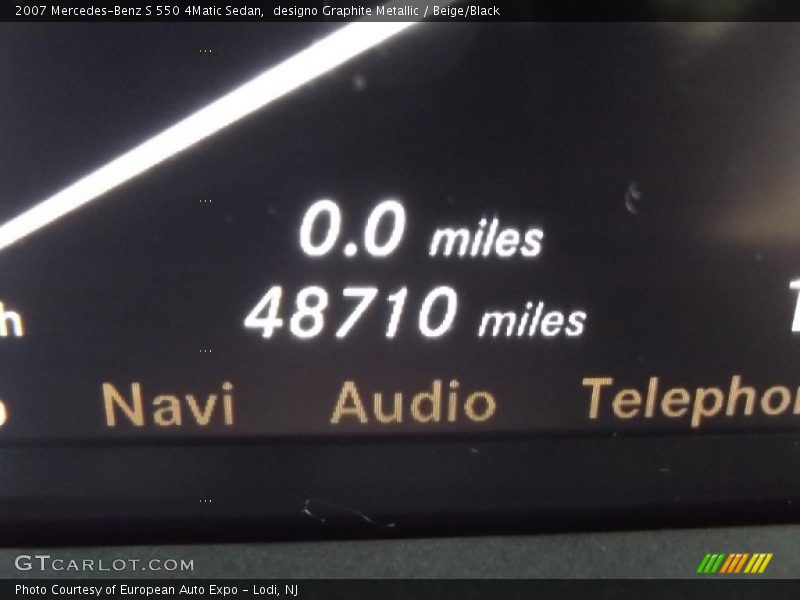 2007 Mercedes-Benz S 550 4Matic Sedan,  designo Graphite Metallic / Beige/Black
0.0 miles
48710 miles
Navi Audio
GTCARLOT.COM
Photo Courtesy of European Auto Expo - Lodi, NJ